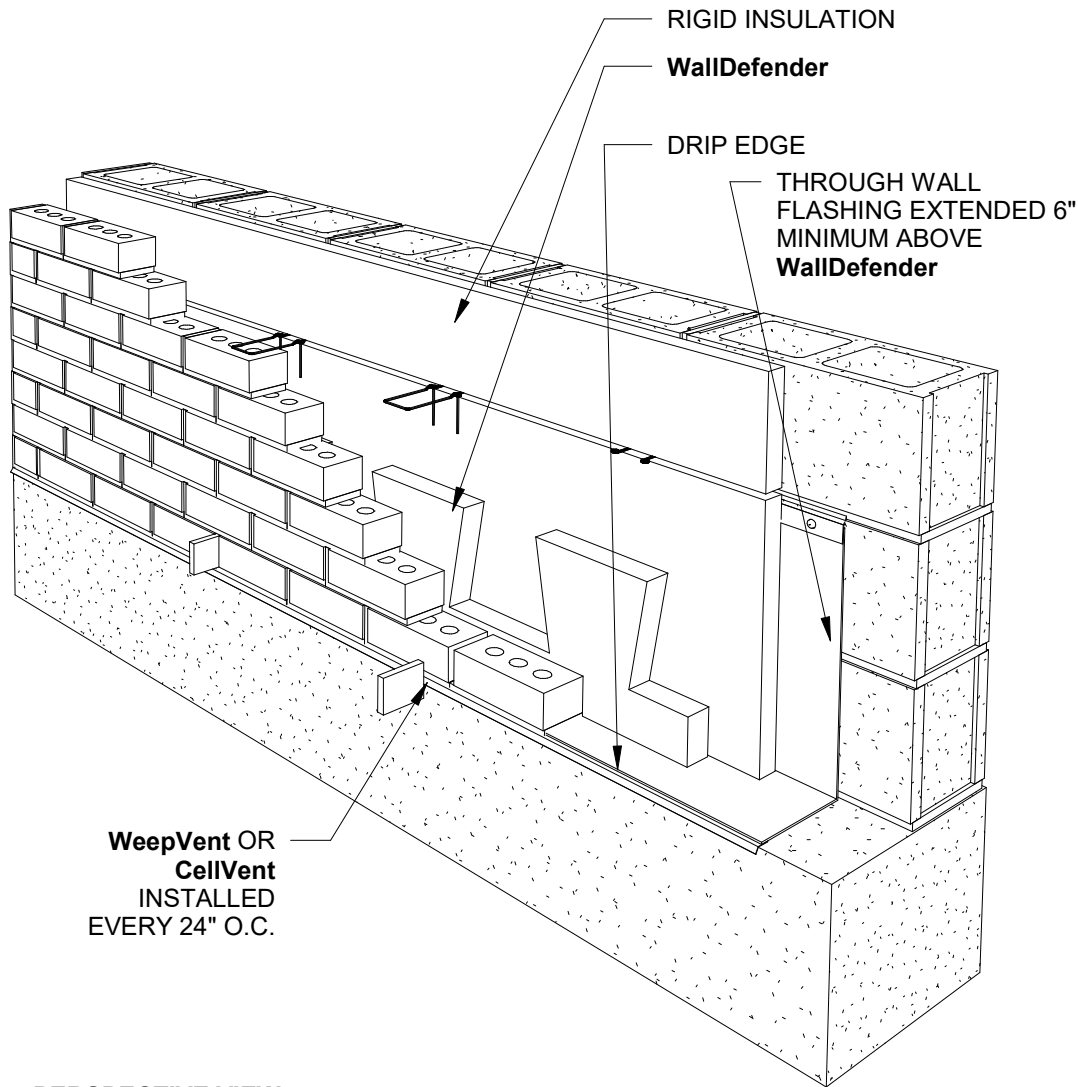 RIGID INSULATION
WallDefender
DRIP EDGE
THROUGH WALL
FLASHING EXTENDED 6"
MINIMUM ABOVE
WallDefender
WeepVent OR
CellVent
INSTALLED
EVERY 24" O.C.